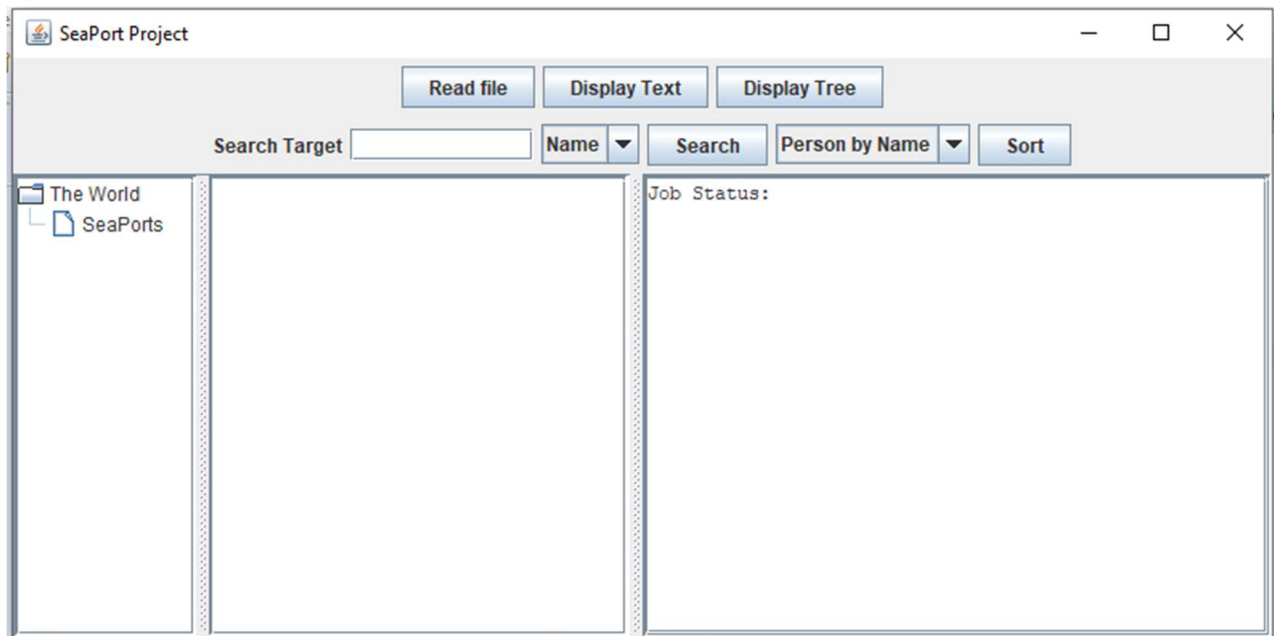 SeaPort Project
Read file Display Text Display Tree
Search Target Name Search Person by Name Sort
The World
SeaPorts
Job Status: